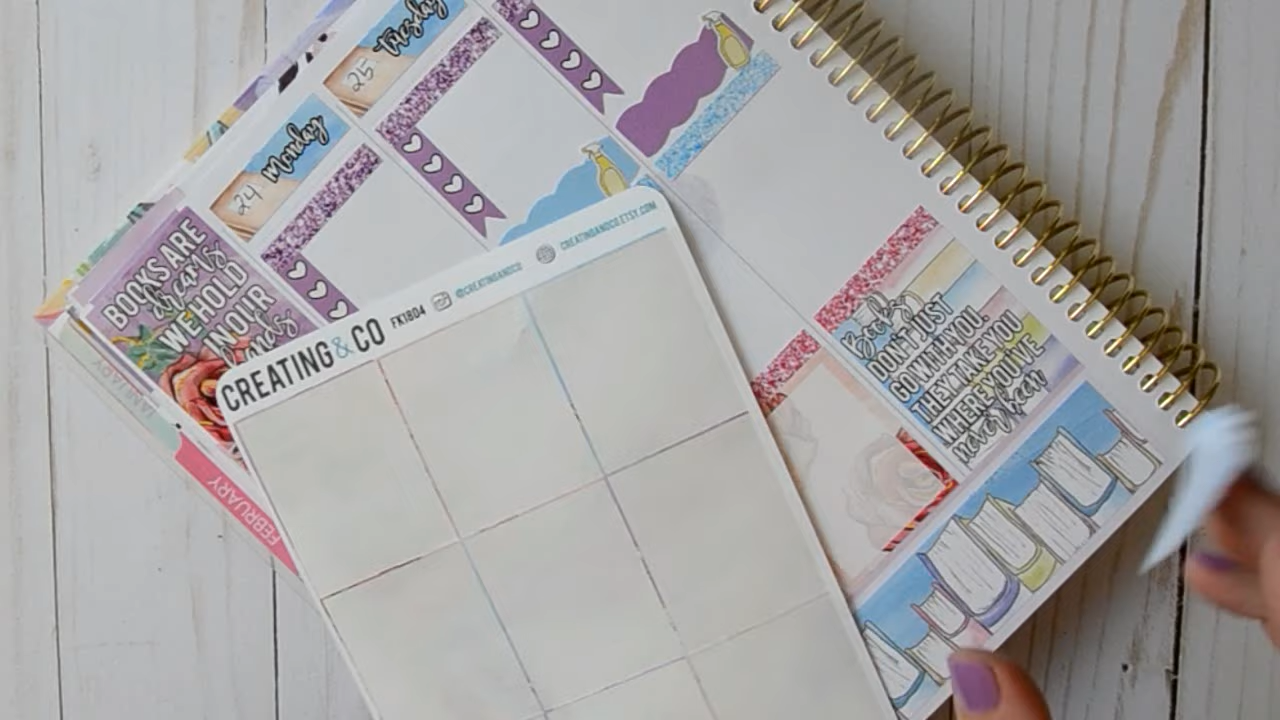 25 Tuesday
24 Monday
BOOKS ARE
WE HOLD
IN OUR
hands
JANUARY
FEBRUARY
CREATING & CO
FK1804
@CREATINGANDCO
CREATINGANDCO.ETSY.COM
Books
DON'T JUST
GO WITH YOU,
THEY TAKE YOU
WHERE YOU'VE
never been